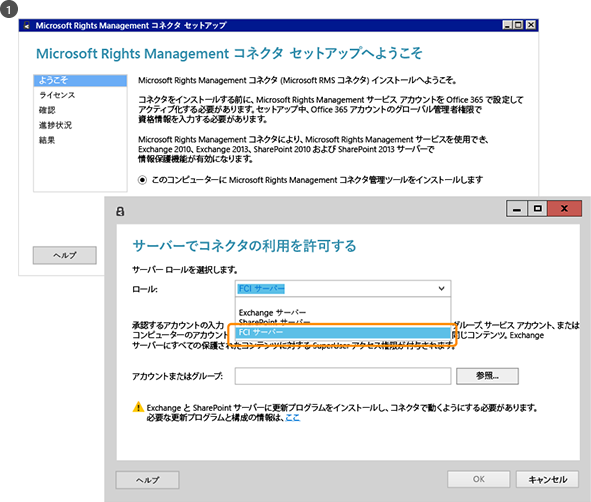 1
Microsoft Rights Management コネクタ セットアップ
Microsoft Rights Management コネクタ セットアップへようこそ
ようこそ
ライセンス
確認
進捗状況
結果
Microsoft Rights Management コネクタ (Microsoft RMS コネクタ) インストールへようこそ。
コネクタをインストールする前に、Microsoft Rights Management サービス アカウントを Office 365 で設定して
アクティブ化する必要があります。セットアップ中、Office 365 アカウントのグローバル管理者権限で
資格情報を入力する必要があります。
Microsoft Rights Management コネクタにより、Microsoft Rights Management サービスを使用でき、
Exchange 2010、Exchange 2013、SharePoint 2010 および SharePoint 2013 サーバーで
情報保護機能が有効になります。
このコンピューターに Microsoft Rights Management コネクタ管理ツールをインストールします
ヘルプ
サーバーでコネクタの利用を許可する
サーバー ロールを選択します。
ロール:
FCI サーバー
Exchange サーバー
SharePoint サーバー
FCI サーバー
承認するアカウントの入力
グループ、サービス アカウント、または
コンピューターのアカウント
同じコンテンツ。Exchange
サーバーにすべての保護されたコンテンツに対する SuperUser アクセス権限が付与されます。
アカウントまたはグループ:
参照...
Exchange と SharePoint サーバーに更新プログラムをインストールし、コネクタで動くようにする必要があります。
必要な更新プログラムと構成の情報は、ここ
ヘルプ
OK
キャンセル